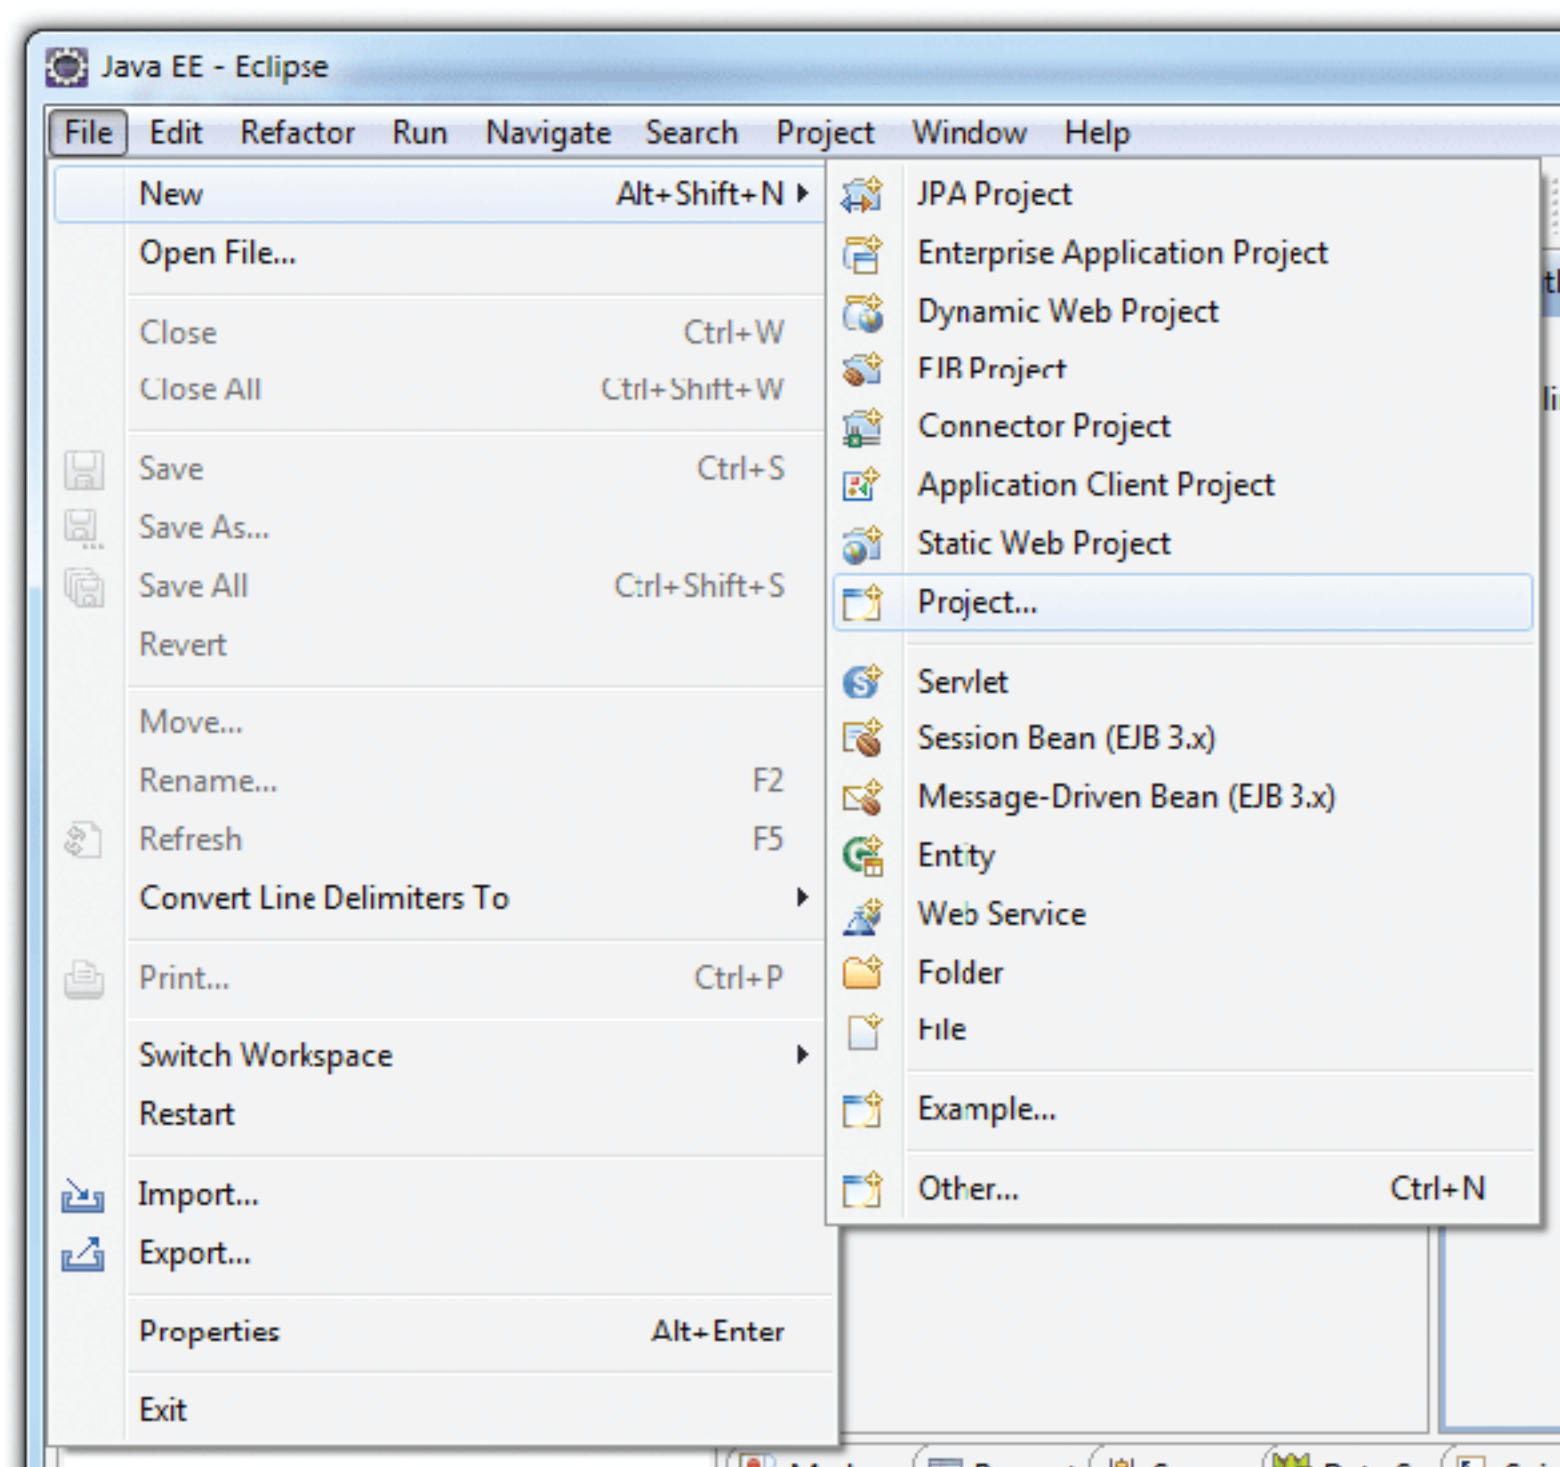 Java EE - Eclipse
File Edit Refactor Run Navigate Search Project Window Help
New Alt+Shift+N
Open File...
Close Ctrl+W
Close All Ctrl+Shift+W
Save Ctrl+S
Save As...
Save All Ctrl+Shift+S
Revert
Move...
Rename... F2
Refresh F5
Convert Line Delimiters To
Print... Ctrl+P
Switch Workspace
Restart
Import...
Export...
Properties Alt+Enter
Exit
JPA Project
Enterprise Application Project
Dynamic Web Project
EJB Project
Connector Project
Application Client Project
Static Web Project
Project...
Servlet
Session Bean (EJB 3.x)
Message-Driven Bean (EJB 3.x)
Entity
Web Service
Folder
File
Example...
Other... Ctrl+N